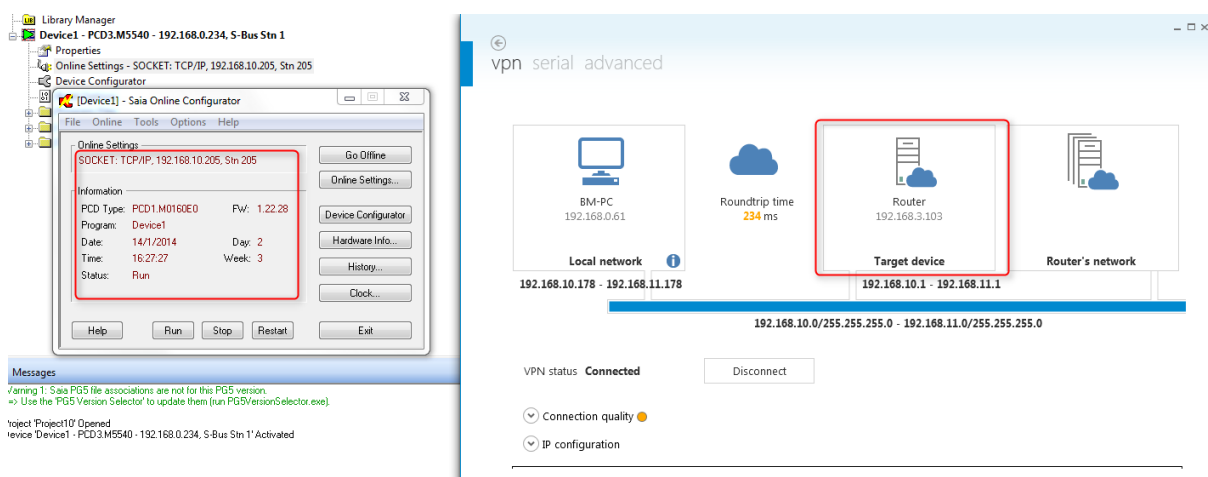 Library Manager
Device1 - PCD3.M5540 - 192.168.0.234, S-Bus Stn 1
Properties
Online Settings - SOCKET: TCP/IP, 192.168.10.205, Stn 205
Device Configurator
[Device1] - Saia Online Configurator
File Online Tools Options Help
Online Settings
SOCKET: TCP/IP, 192.168.10.205, Stn 205
Go Offline
Online Settings...
Information
PCD Type: PCD1.M0160E0 FW: 1.22.28
Device Configurator
Program: Device1
Date: 14/1/2014 Day: 2
Hardware Info...
Time: 16:27:27 Week: 3
History...
Status: Run
Clock...
Help Run Stop Restart Exit
Messages
Warning 1: Saia PG5 file associations are not for this PG5 version.
=> Use the 'PG5 Version Selector' to update them (run PG5VersionSelector.exe).
roject 'Project10' Opened
evice 'Device1 - PCD3.M5540 - 192.168.0.234, S-Bus Stn 1' Activated
vpn serial advanced
BM-PC
192.168.0.61
Local network
Roundtrip time
234 ms
Router
192.168.3.103
Target device
Router's network
192.168.10.178 - 192.168.11.178
192.168.10.1 - 192.168.11.1
192.168.10.0/255.255.255.0 - 192.168.11.0/255.255.255.0
VPN status Connected
Disconnect
Connection quality
IP configuration